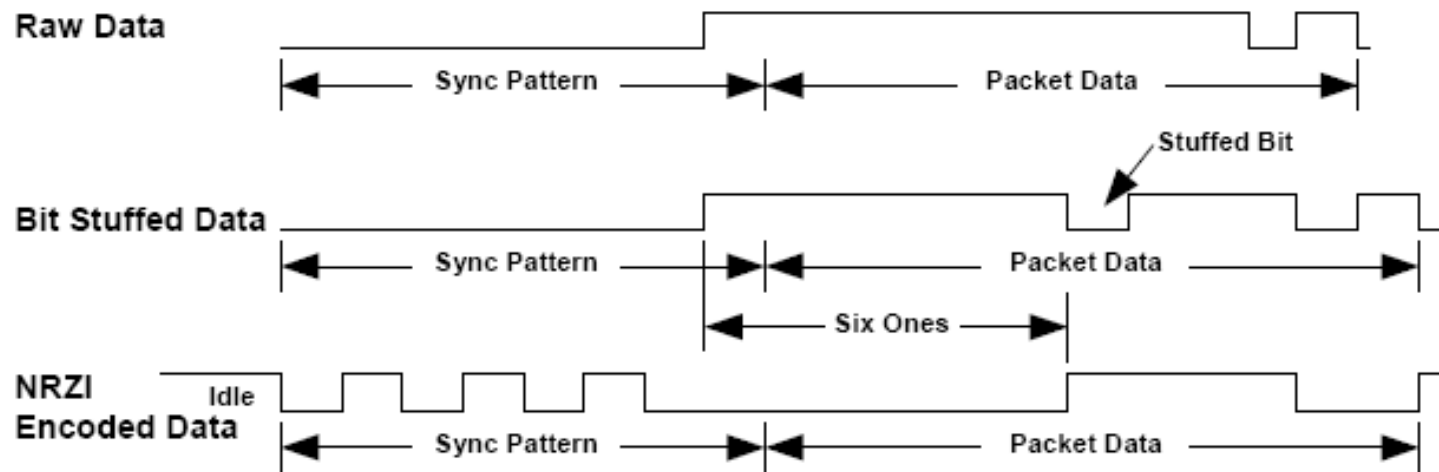 Raw Data
Sync Pattern
Packet Data
Stuffed Bit
Bit Stuffed Data
Sync Pattern
Packet Data
Six Ones
NRZI
Idle
Encoded Data
Sync Pattern
Packet Data